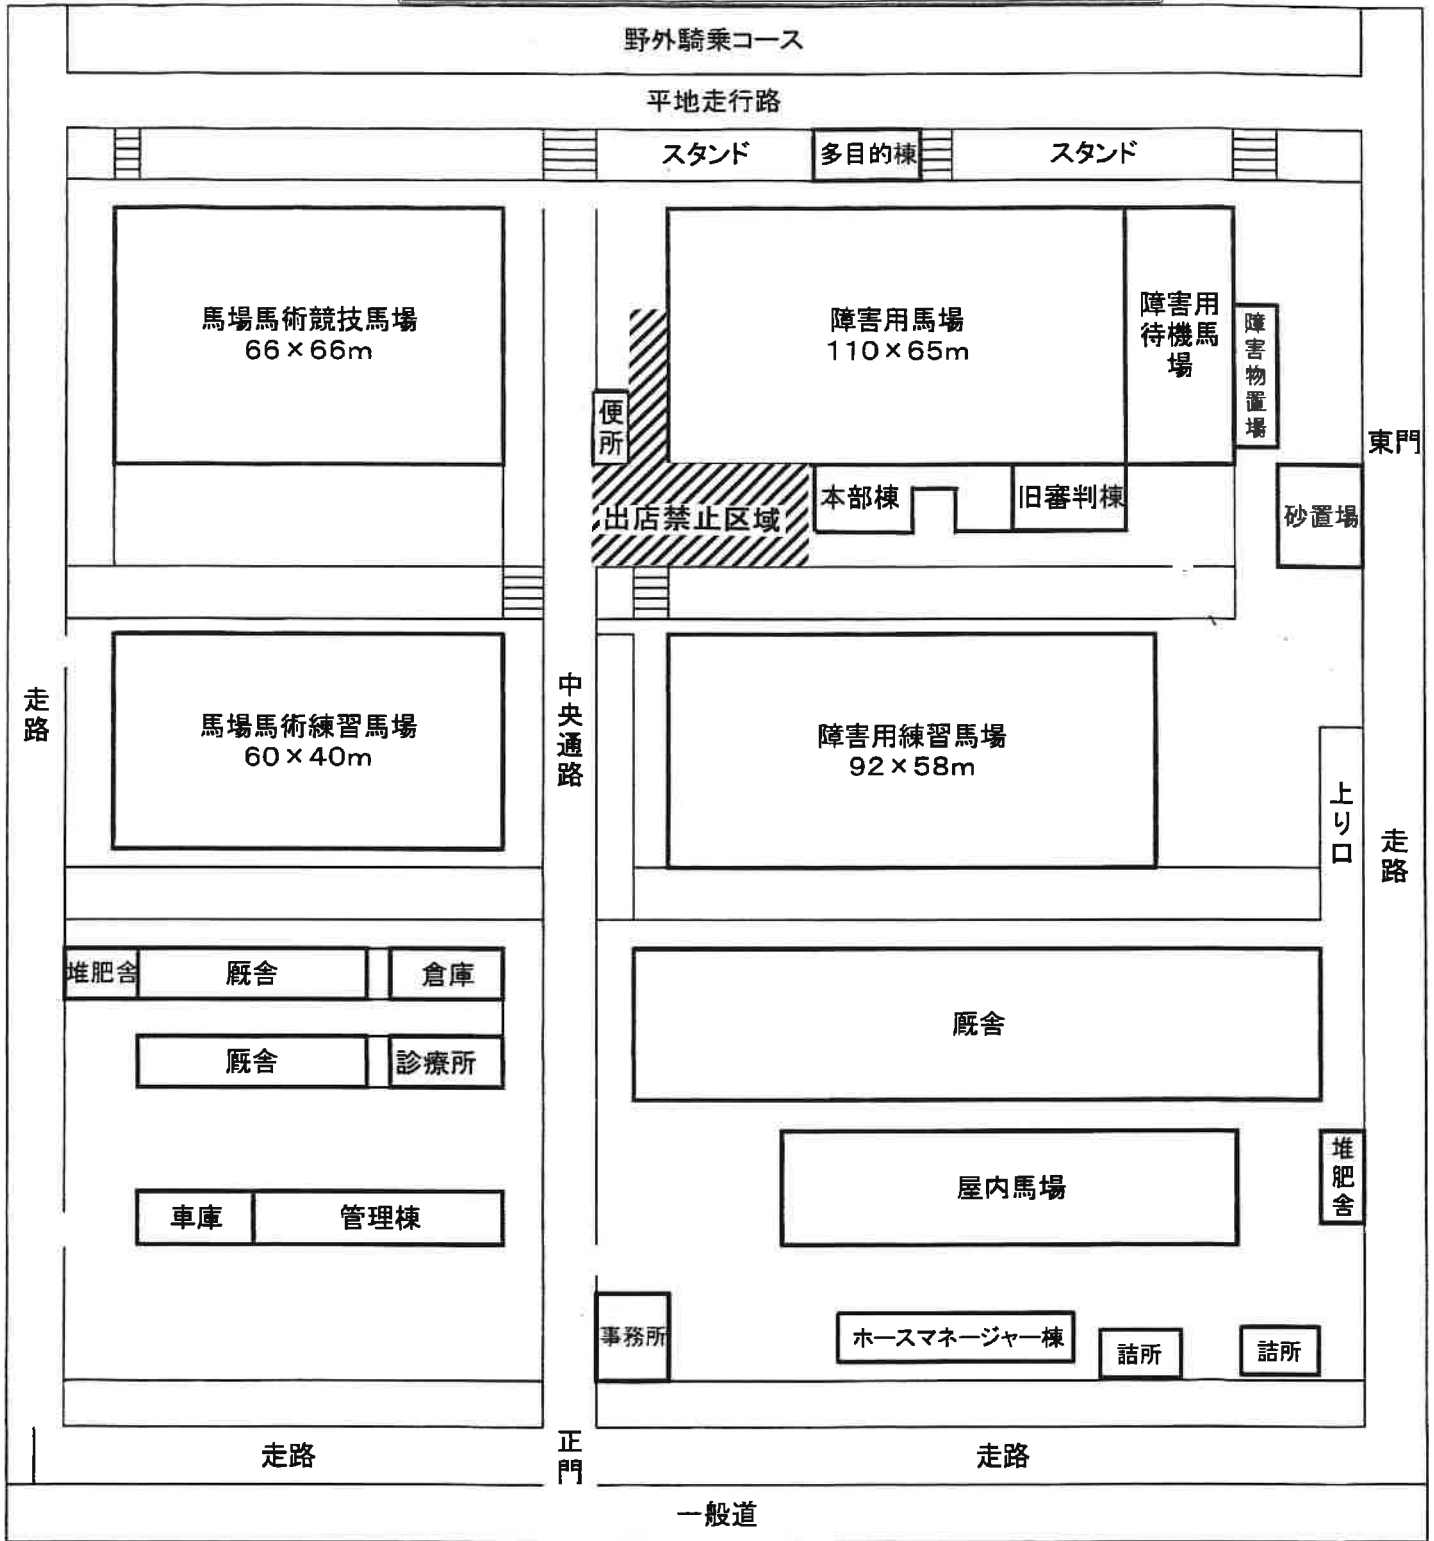 野外騎乗コース
平地走行路
スタンド
多目的棟
スタンド
馬場馬術競技馬場
66×66m
障害用馬場
110×65m
障害用
待機馬
場
障害物置場
便所
東門
出店禁止区域
本部棟
旧審判棟
砂置場
走路
馬場馬術練習馬場
60×40m
中央通路
障害用練習馬場
92×58m
上り口
走路
堆肥舎
厩舎
倉庫
厩舎
厩舎
診療所
車庫
管理棟
屋内馬場
堆肥舎
事務所
ホースマネージャー棟
詰所
詰所
走路
正門
走路
一般道